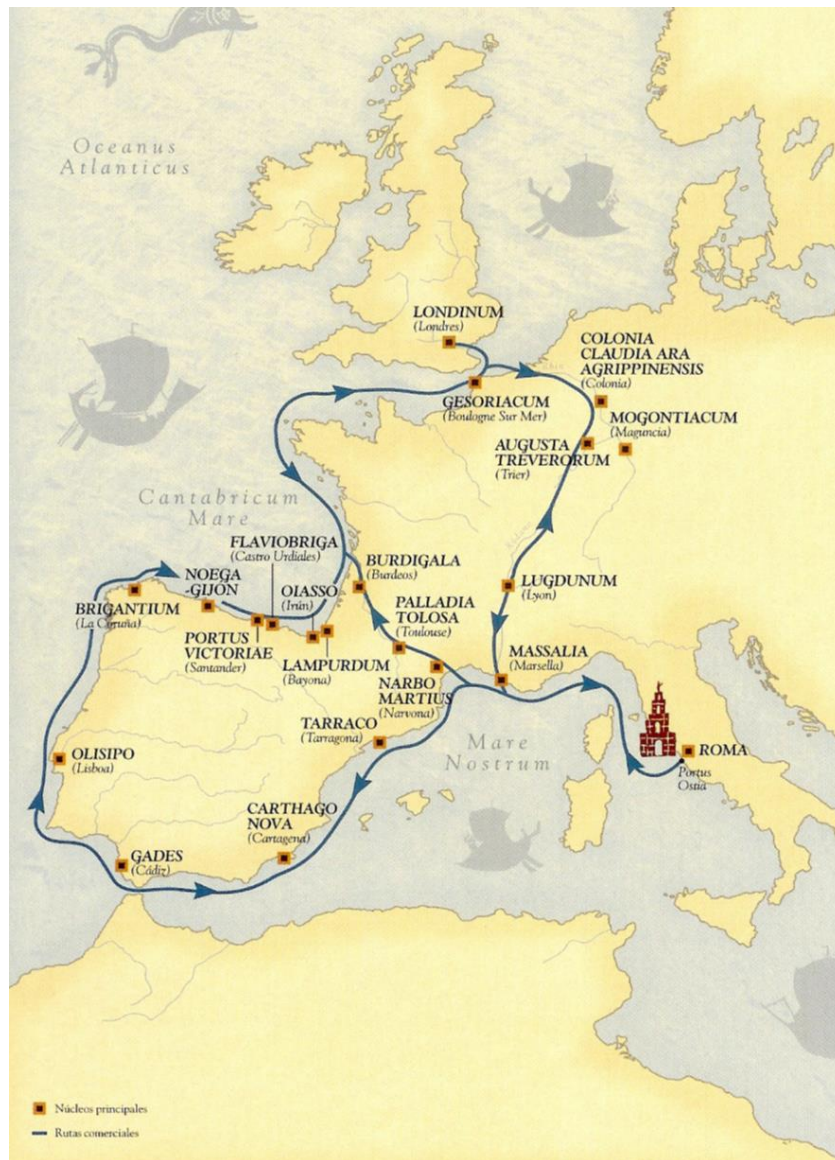 Oceanus
Atlanticus
LONDINUM
(Londres)
COLONIA
CLAUDIA ARA
AGRIPPINENSIS
(Colonia)
GESORIACUM
(Boulogne Sur Mer)
MOGONTIACUM
(Maguncia)
AUGUSTA
TREVERORUM
(Trier)
Cantabricum
Mare
FLAVIOBRIGA
(Castro Urdiales)
NOEGA
-GIJÓN
OIASSO
(Irún)
BURDIGALA
(Burdeos)
LUGDUNUM
(Lyon)
BRIGANTIUM
(La Coruña)
PALLADIA
TOLOSA
(Toulouse)
PORTUS
VICTORIAE
(Santander)
LAMPURDUM
(Bayona)
MASSALIA
(Marsella)
NARBO
MARTIUS
(Narvona)
TARRACO
(Tarragona)
Mare
Nostrum
ROMA
Portus
Ostia
OLISIPO
(Lisboa)
CARTHAGO
NOVA
(Cartagena)
GADES
(Cádiz)
Núcleos principales
Rutas comerciales